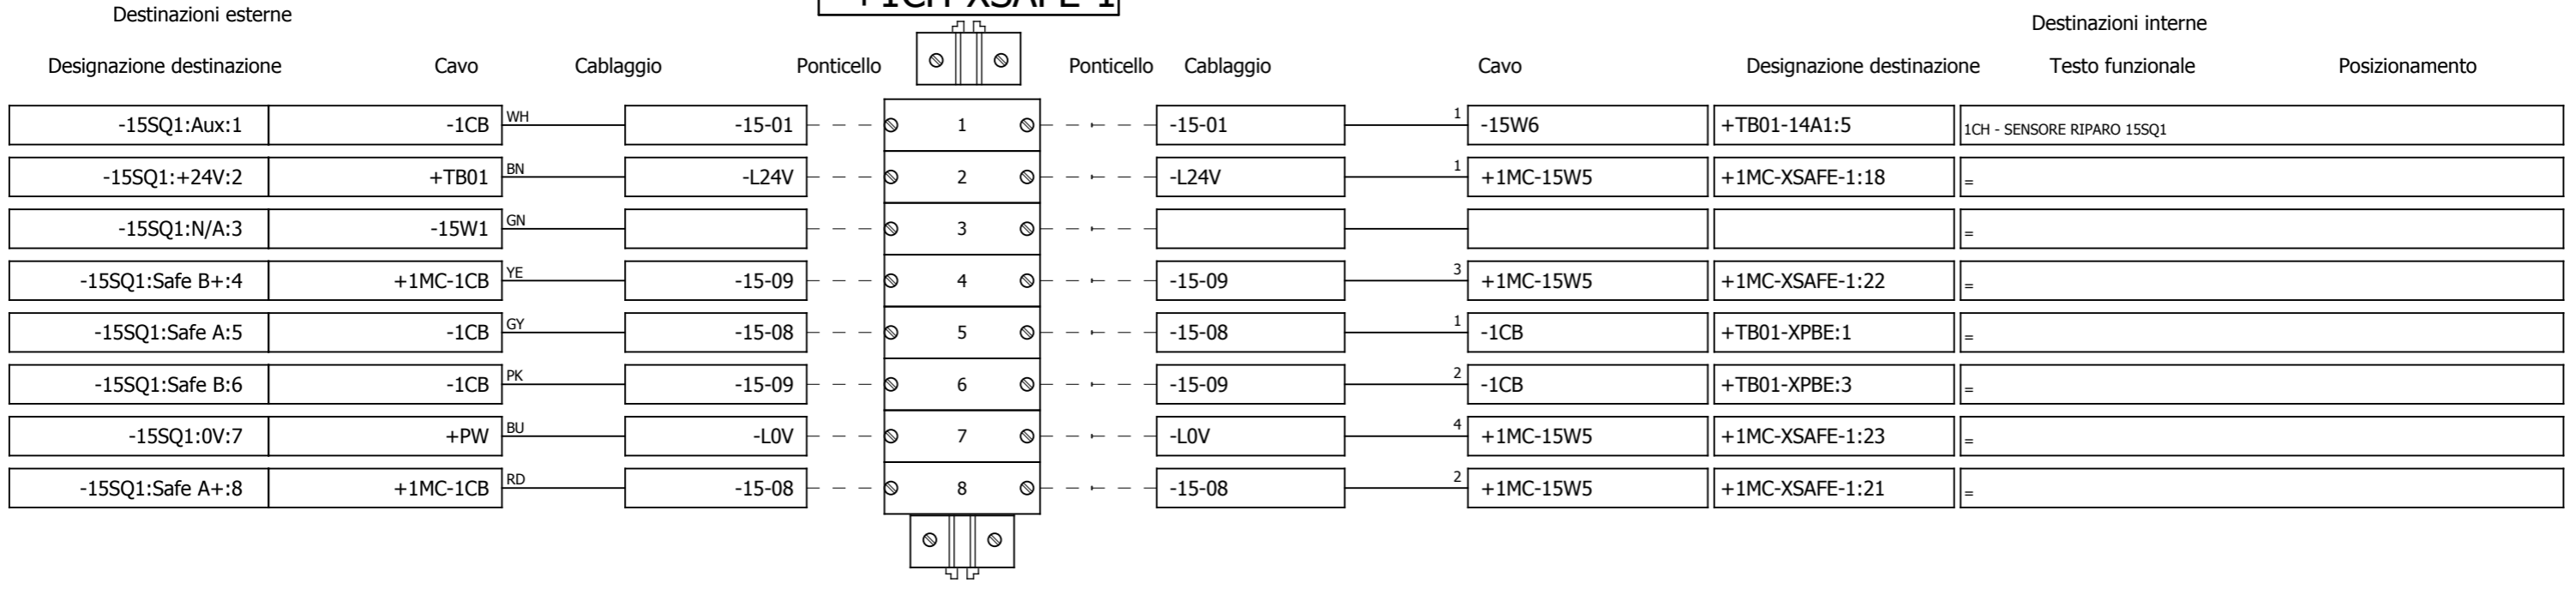 +1CH-XSAFE-1
Destinazioni esterne
Destinazioni interne
Designazione destinazione Cavo Cablaggio Ponticello Ponticello Cablaggio Cavo Designazione destinazione Testo funzionale Posizionamento
-15SQ1:Aux:1 -1CB WH -15-01 1 -15-01 1 -15W6 +TB01-14A1:5 1CH - SENSORE RIPARO 15SQ1
-15SQ1:+24V:2 +TB01 BN -L24V 2 -L24V 1 +1MC-15W5 +1MC-XSAFE-1:18 =
-15SQ1:N/A:3 -15W1 GN 3 =
-15SQ1:Safe B+:4 +1MC-1CB YE -15-09 4 -15-09 3 +1MC-15W5 +1MC-XSAFE-1:22 =
-15SQ1:Safe A:5 -1CB GY -15-08 5 -15-08 1 -1CB +TB01-XPBE:1 =
-15SQ1:Safe B:6 -1CB PK -15-09 6 -15-09 2 -1CB +TB01-XPBE:3 =
-15SQ1:0V:7 +PW BU -L0V 7 -L0V 4 +1MC-15W5 +1MC-XSAFE-1:23 =
-15SQ1:Safe A+:8 +1MC-1CB RD -15-08 8 -15-08 2 +1MC-15W5 +1MC-XSAFE-1:21 =